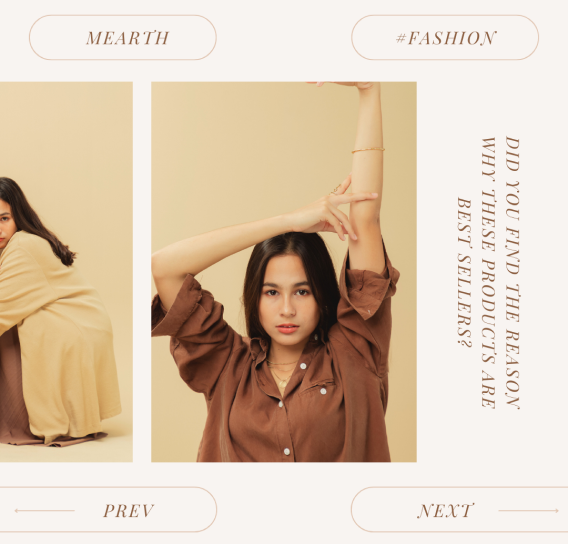 MEARTH
#FASHION
DID YOU FIND THE REASON
WHY THESE PRODUCTS ARE
BEST SELLERS?
PREV
NEXT